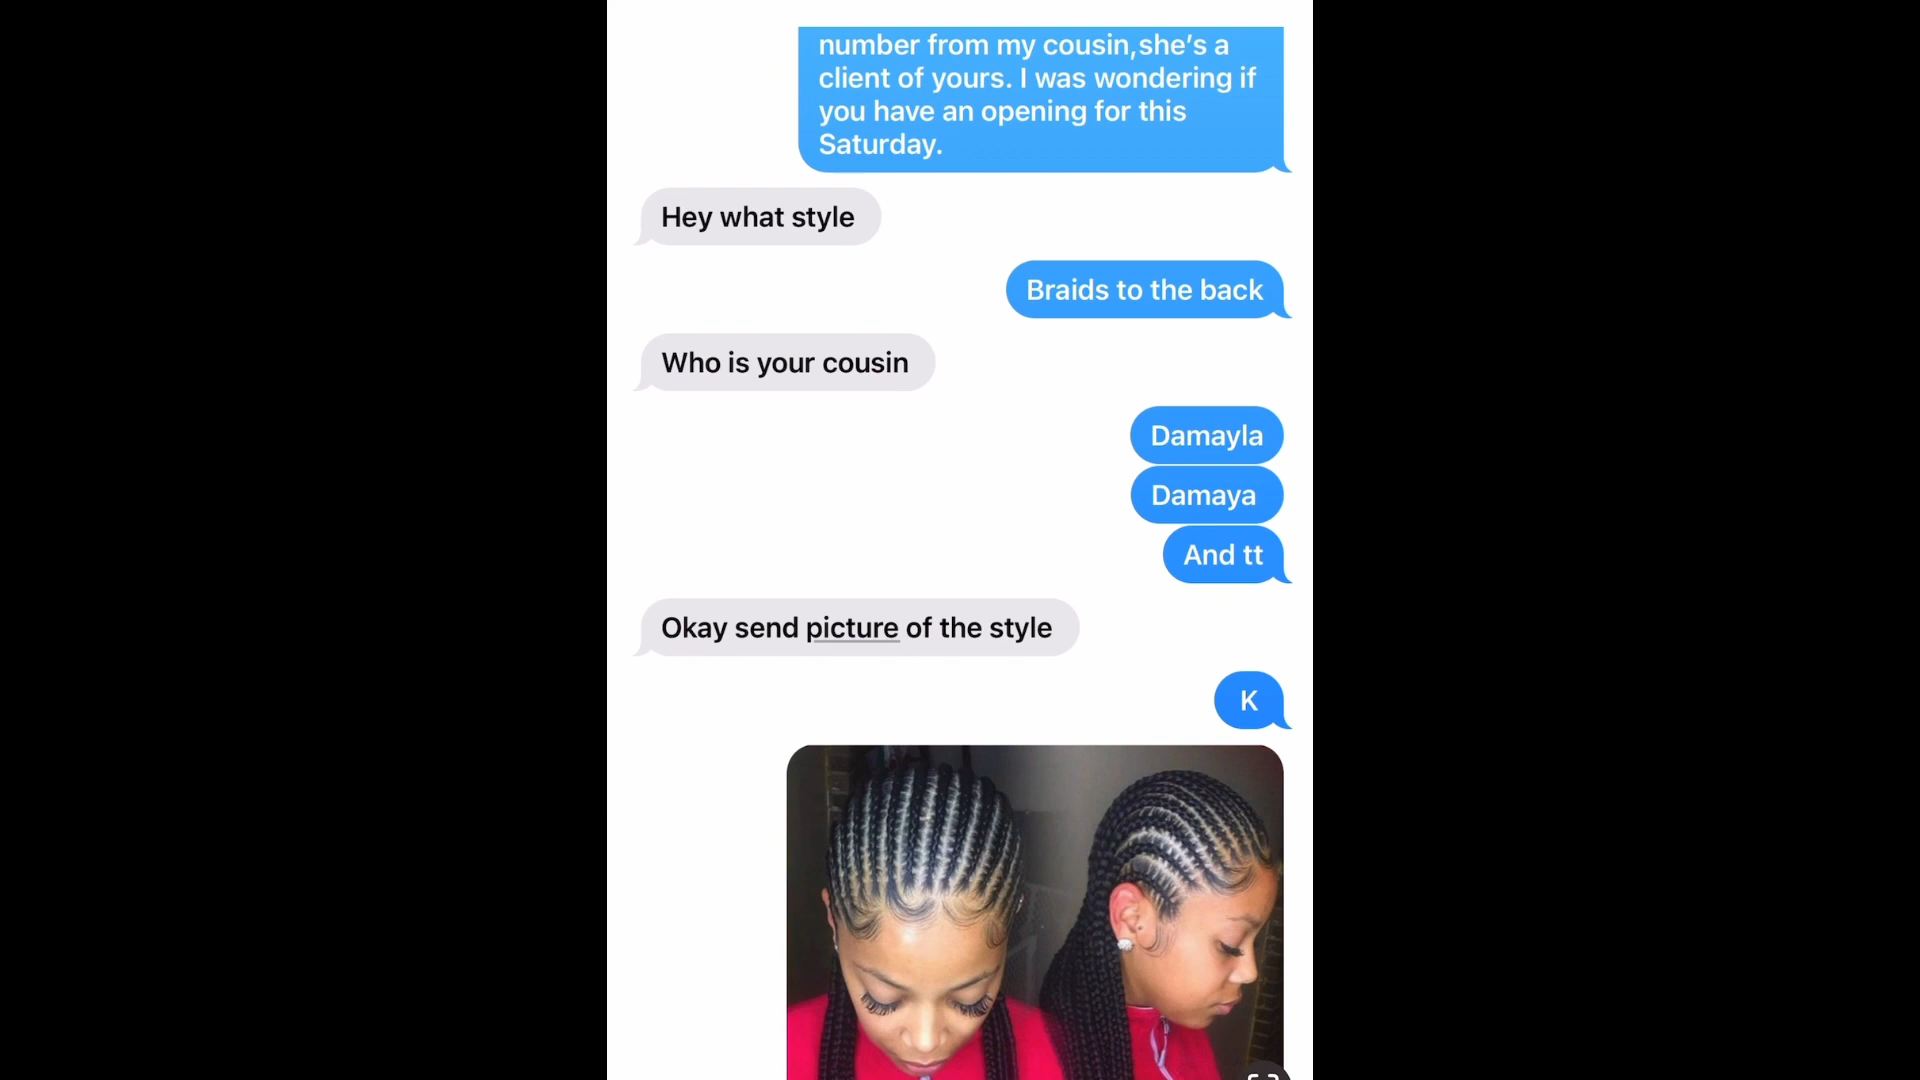 number from my cousin,she’s a
client of yours. I was wondering if
you have an opening for this
Saturday.
Hey what style
Braids to the back
Who is your cousin
Damayla
Damaya
And tt
Okay send picture of the style
K